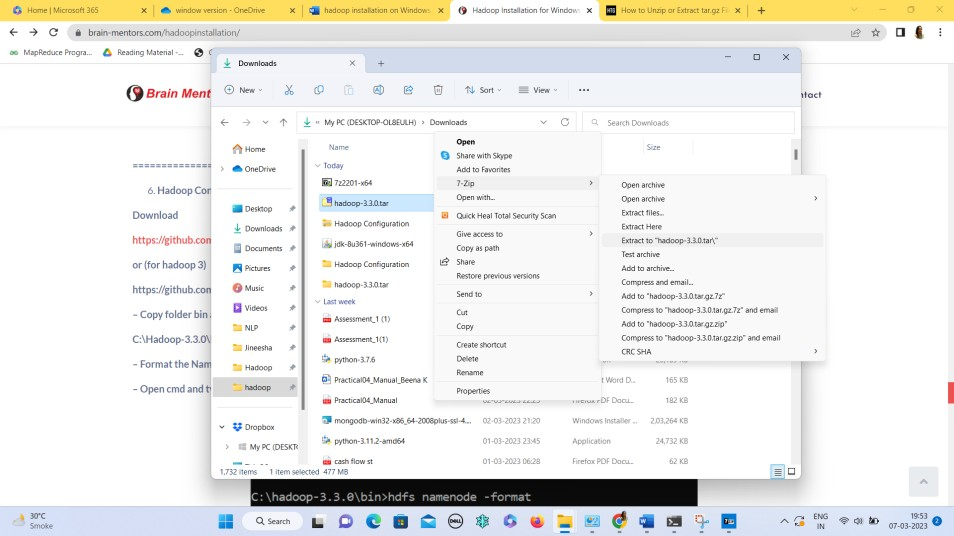 Home | Microsoft 365
window version - OneDrive
hadoop installation on Windows
Hadoop Installation for Windows
How to Unzip or Extract tar.gz Fi
brain-mentors.com/hadoopinstallation/
MapReduce Progra...
Reading Material -...
Brain Ment
ntact
6. Hadoop Con
Download
https://github.com
or (for hadoop 3)
https://github.com
– Copy folder bin a
C:\Hadoop-3.3.0\
– Format the Nam
– Open cmd and ty
Downloads
New
Sort
View
My PC (DESKTOP-OL8EULH)
Downloads
Search Downloads
Home
OneDrive
Desktop
Downloads
Documents
Pictures
Music
Videos
NLP
Jineesha
Hadoop
hadoop
Dropbox
My PC (DESKT
Name
Size
Today
7z2201-x64
hadoop-3.3.0.tar
Hadoop Configuration
jdk-8u361-windows-x64
Hadoop Configuration
hadoop-3.3.0.tar
Last week
Assessment_1 (1)
Assessment_1(1)
python-3.7.6
Practical04_Manual_Beena K
ft Word D...
165 KB
Practical04_Manual
02-03-2023 22:25
Firefox PDF Docu...
182 KB
mongodb-win32-x86_64-2008plus-ssl-4....
02-03-2023 21:20
Windows Installer ...
2,03,264 KB
python-3.11.2-amd64
01-03-2023 23:45
Application
24,732 KB
cash flow st
01-03-2023 06:28
Firefox PDF Docu...
62 KB
1,732 items
1 item selected 477 MB
Open
Share with Skype
Add to Favorites
7-Zip
Open with...
Quick Heal Total Security Scan
Give access to
Copy as path
Share
Restore previous versions
Send to
Cut
Copy
Create shortcut
Delete
Rename
Properties
Open archive
Open archive
Extract files...
Extract Here
Extract to "hadoop-3.3.0.tar\"
Test archive
Add to archive...
Compress and email...
Add to "hadoop-3.3.0.tar.gz.7z"
Compress to "hadoop-3.3.0.tar.gz.7z" and email
Add to "hadoop-3.3.0.tar.gz.zip"
Compress to "hadoop-3.3.0.tar.gz.zip" and email
CRC SHA
C:\hadoop-3.3.0\bin>hdfs namenode -format
30°C
Smoke
Search
ENG
IN
19:53
07-03-2023
2